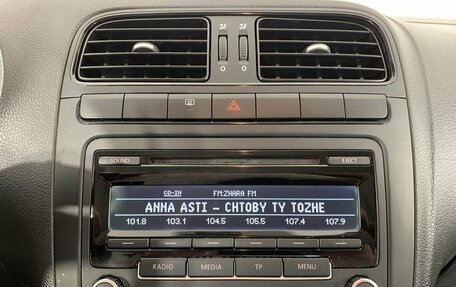 SOUND
EJECT
CD-IN FM:ZHARA FM
ANNA ASTI - CHTOBY TY TOZHE
101.8 103.1 104.5 105.5 107.4 107.9
RADIO MEDIA TP MENU